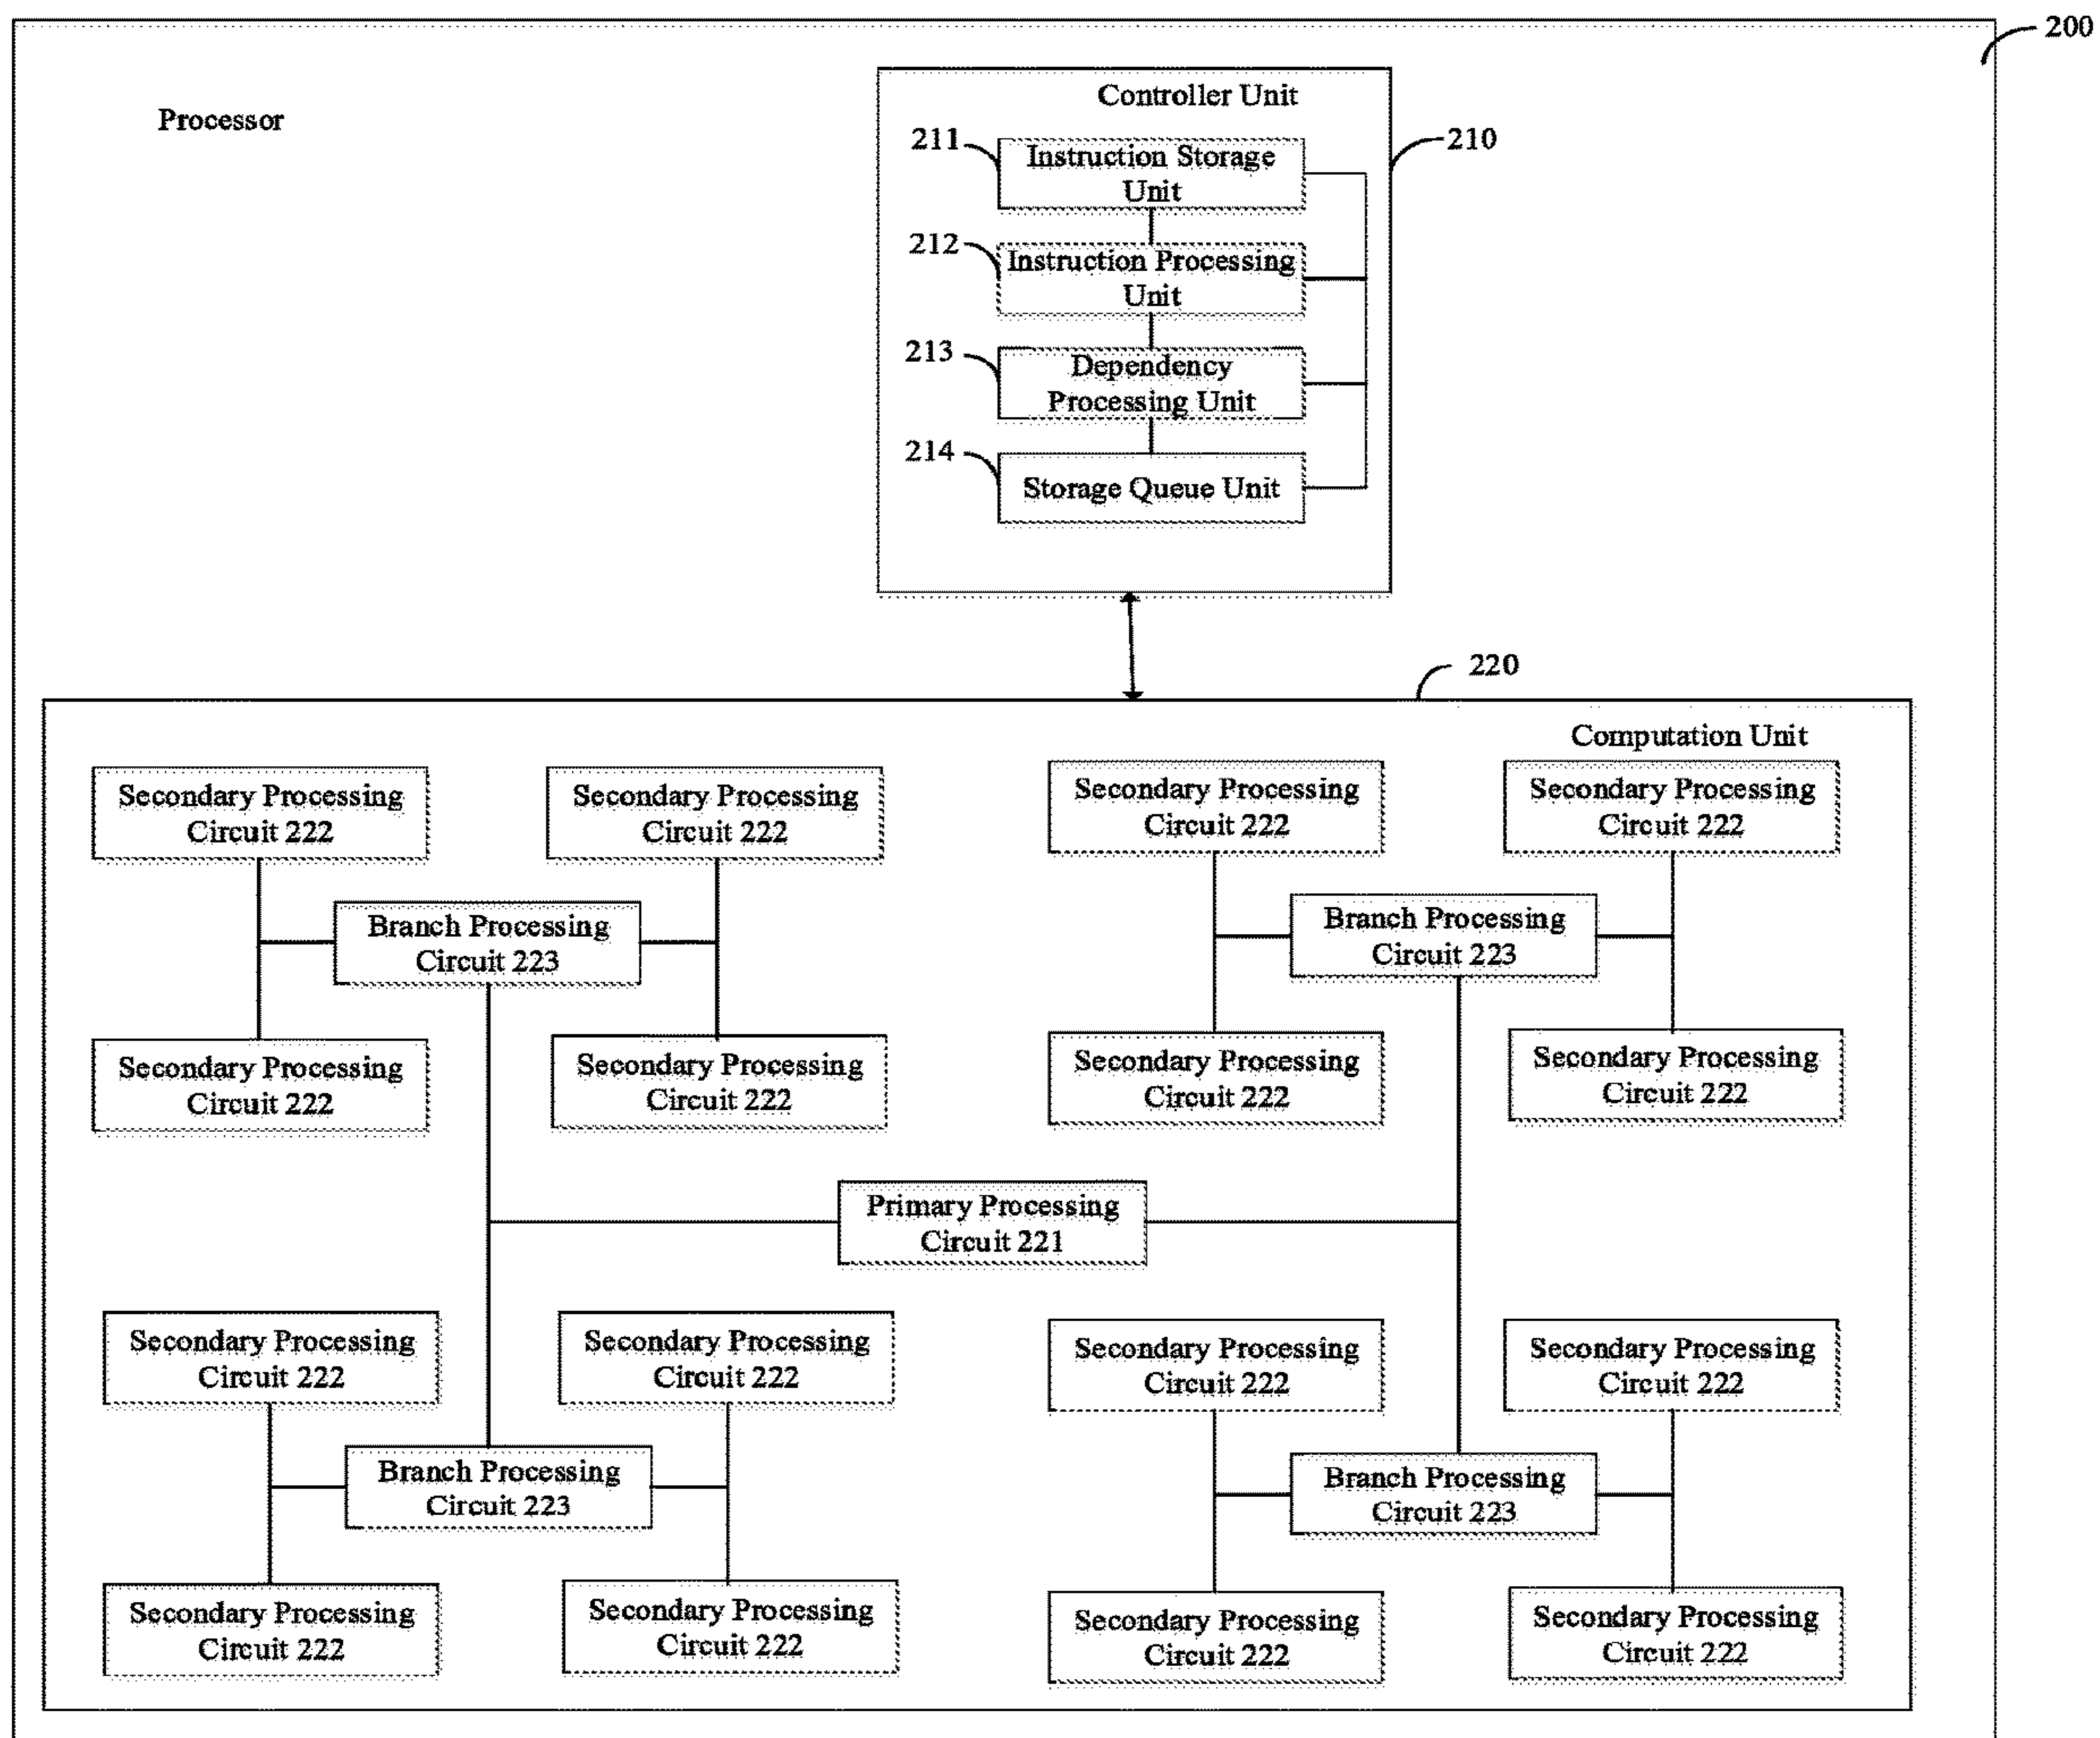 200
Processor
Controller Unit
211
Instruction Storage
Unit
210
212
Instruction Processing
Unit
213
Dependency
Processing Unit
214
Storage Queue Unit
220
Computation Unit
Secondary Processing
Circuit 222
Secondary Processing
Circuit 222
Secondary Processing
Circuit 222
Secondary Processing
Circuit 222
Branch Processing
Circuit 223
Branch Processing
Circuit 223
Secondary Processing
Circuit 222
Secondary Processing
Circuit 222
Secondary Processing
Circuit 222
Secondary Processing
Circuit 222
Primary Processing
Circuit 221
Secondary Processing
Circuit 222
Secondary Processing
Circuit 222
Secondary Processing
Circuit 222
Secondary Processing
Circuit 222
Branch Processing
Circuit 223
Branch Processing
Circuit 223
Secondary Processing
Circuit 222
Secondary Processing
Circuit 222
Secondary Processing
Circuit 222
Secondary Processing
Circuit 222